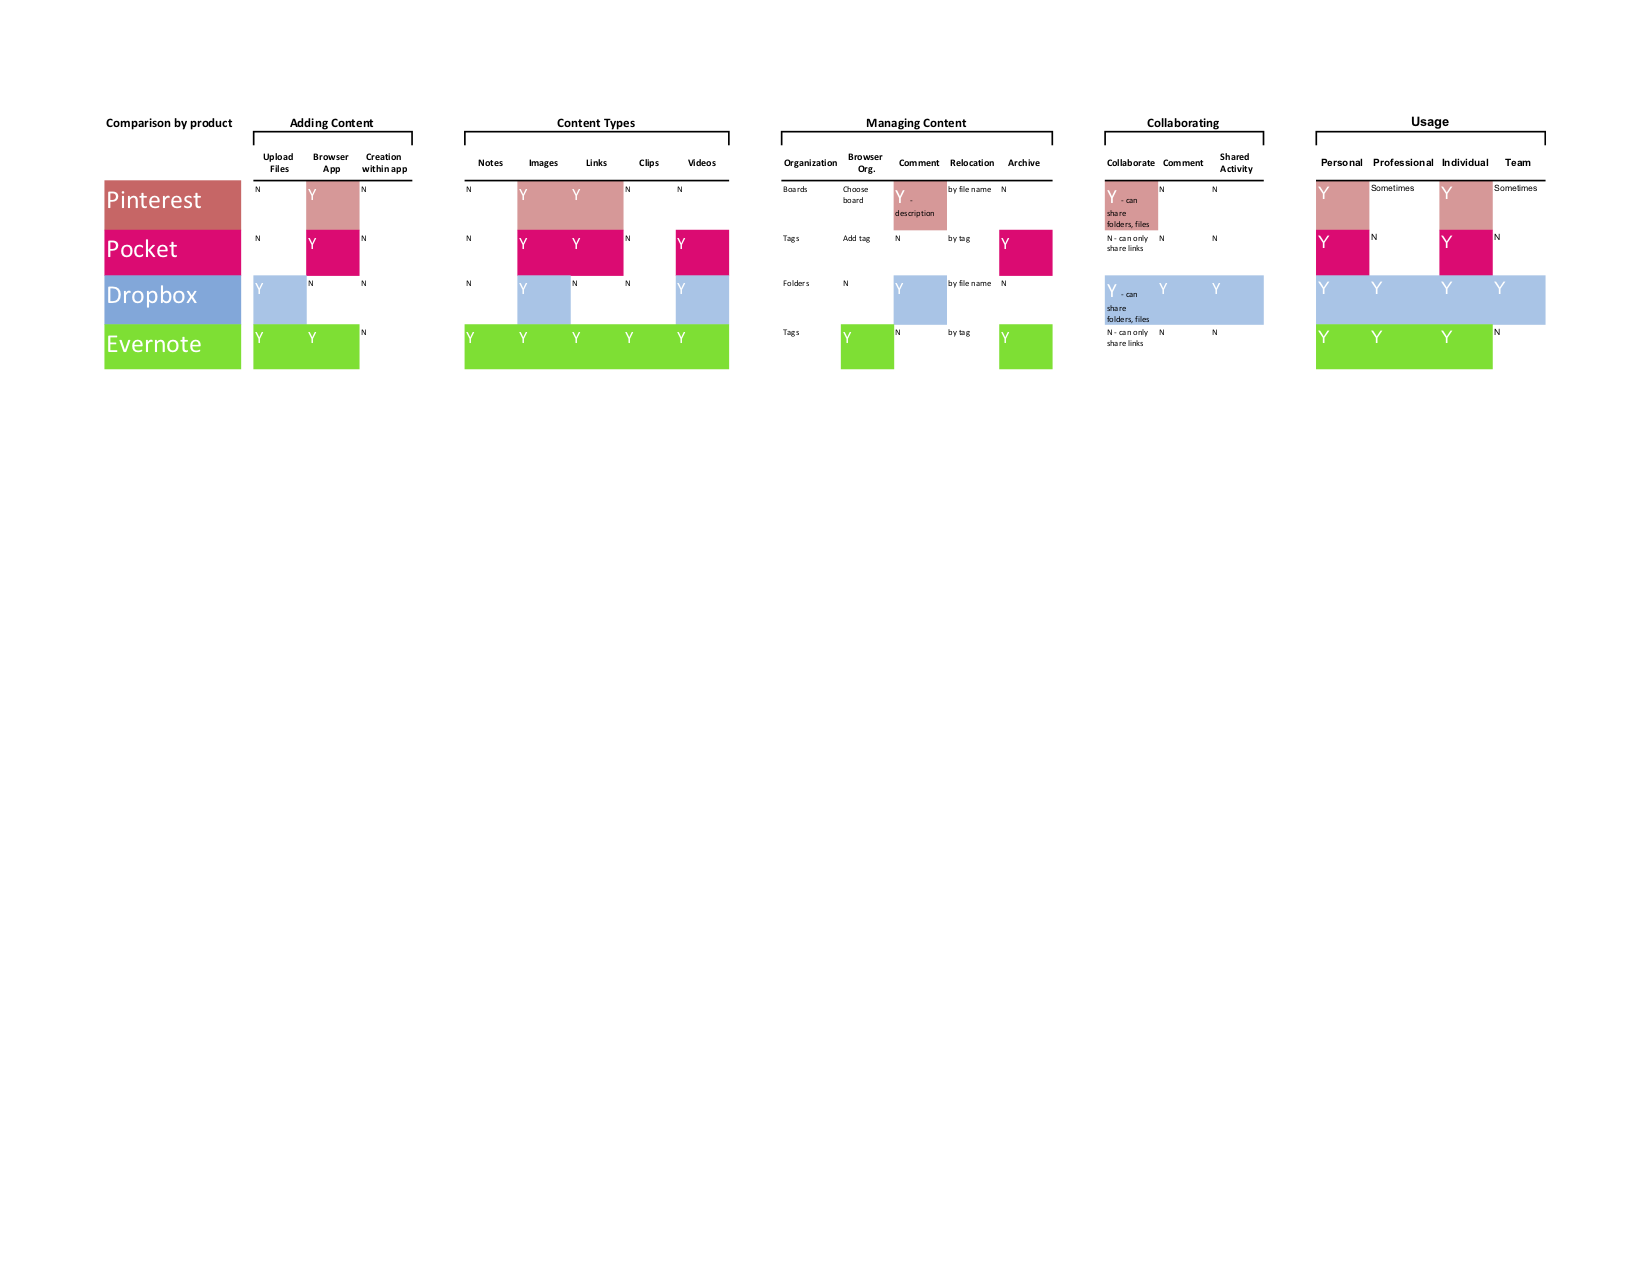 Comparison by product Adding Content Content Types Managing Content Collaborating Usage
Upload Files Browser App Creation within app Notes Images Links Clips Videos Organization Browser Org. Comment Relocation Archive Collaborate Comment Shared Activity Personal Professional Individual Team
Pinterest N Y N N Y Y N N Boards Choose board Y - description by file name N Y - can share folders, files N N Y Sometimes Y Sometimes
Pocket N Y N N Y Y N Y Tags Add tag N by tag Y N - can only share links N N Y N Y N
Dropbox Y N N N Y N N Y Folders N Y by file name N Y - can share folders, files Y Y Y Y Y Y
Evernote Y Y N Y Y Y Y Y Tags Y N by tag Y N - can only share links N N Y Y Y N